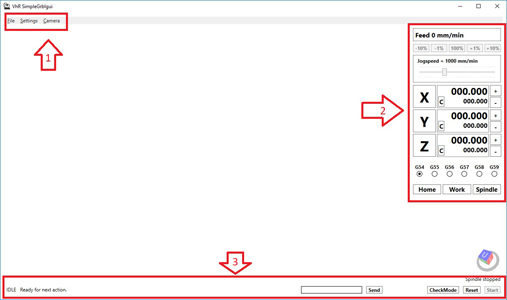 VhR SimpleGrblgui
File Settings Camera
1
Feed 0 mm/min
-10% -1% 100% +1% +10%
Jogspeed = 1000 mm/min
2
X 000.000 +
C 000.000 -
Y 000.000 +
C 000.000 -
Z 000.000 +
C 000.000 -
G54 G55 G56 G57 G58 G59
Home Work Spindle
3
Spindle stopped
IDLE Ready for next action. Send CheckMode Reset Start